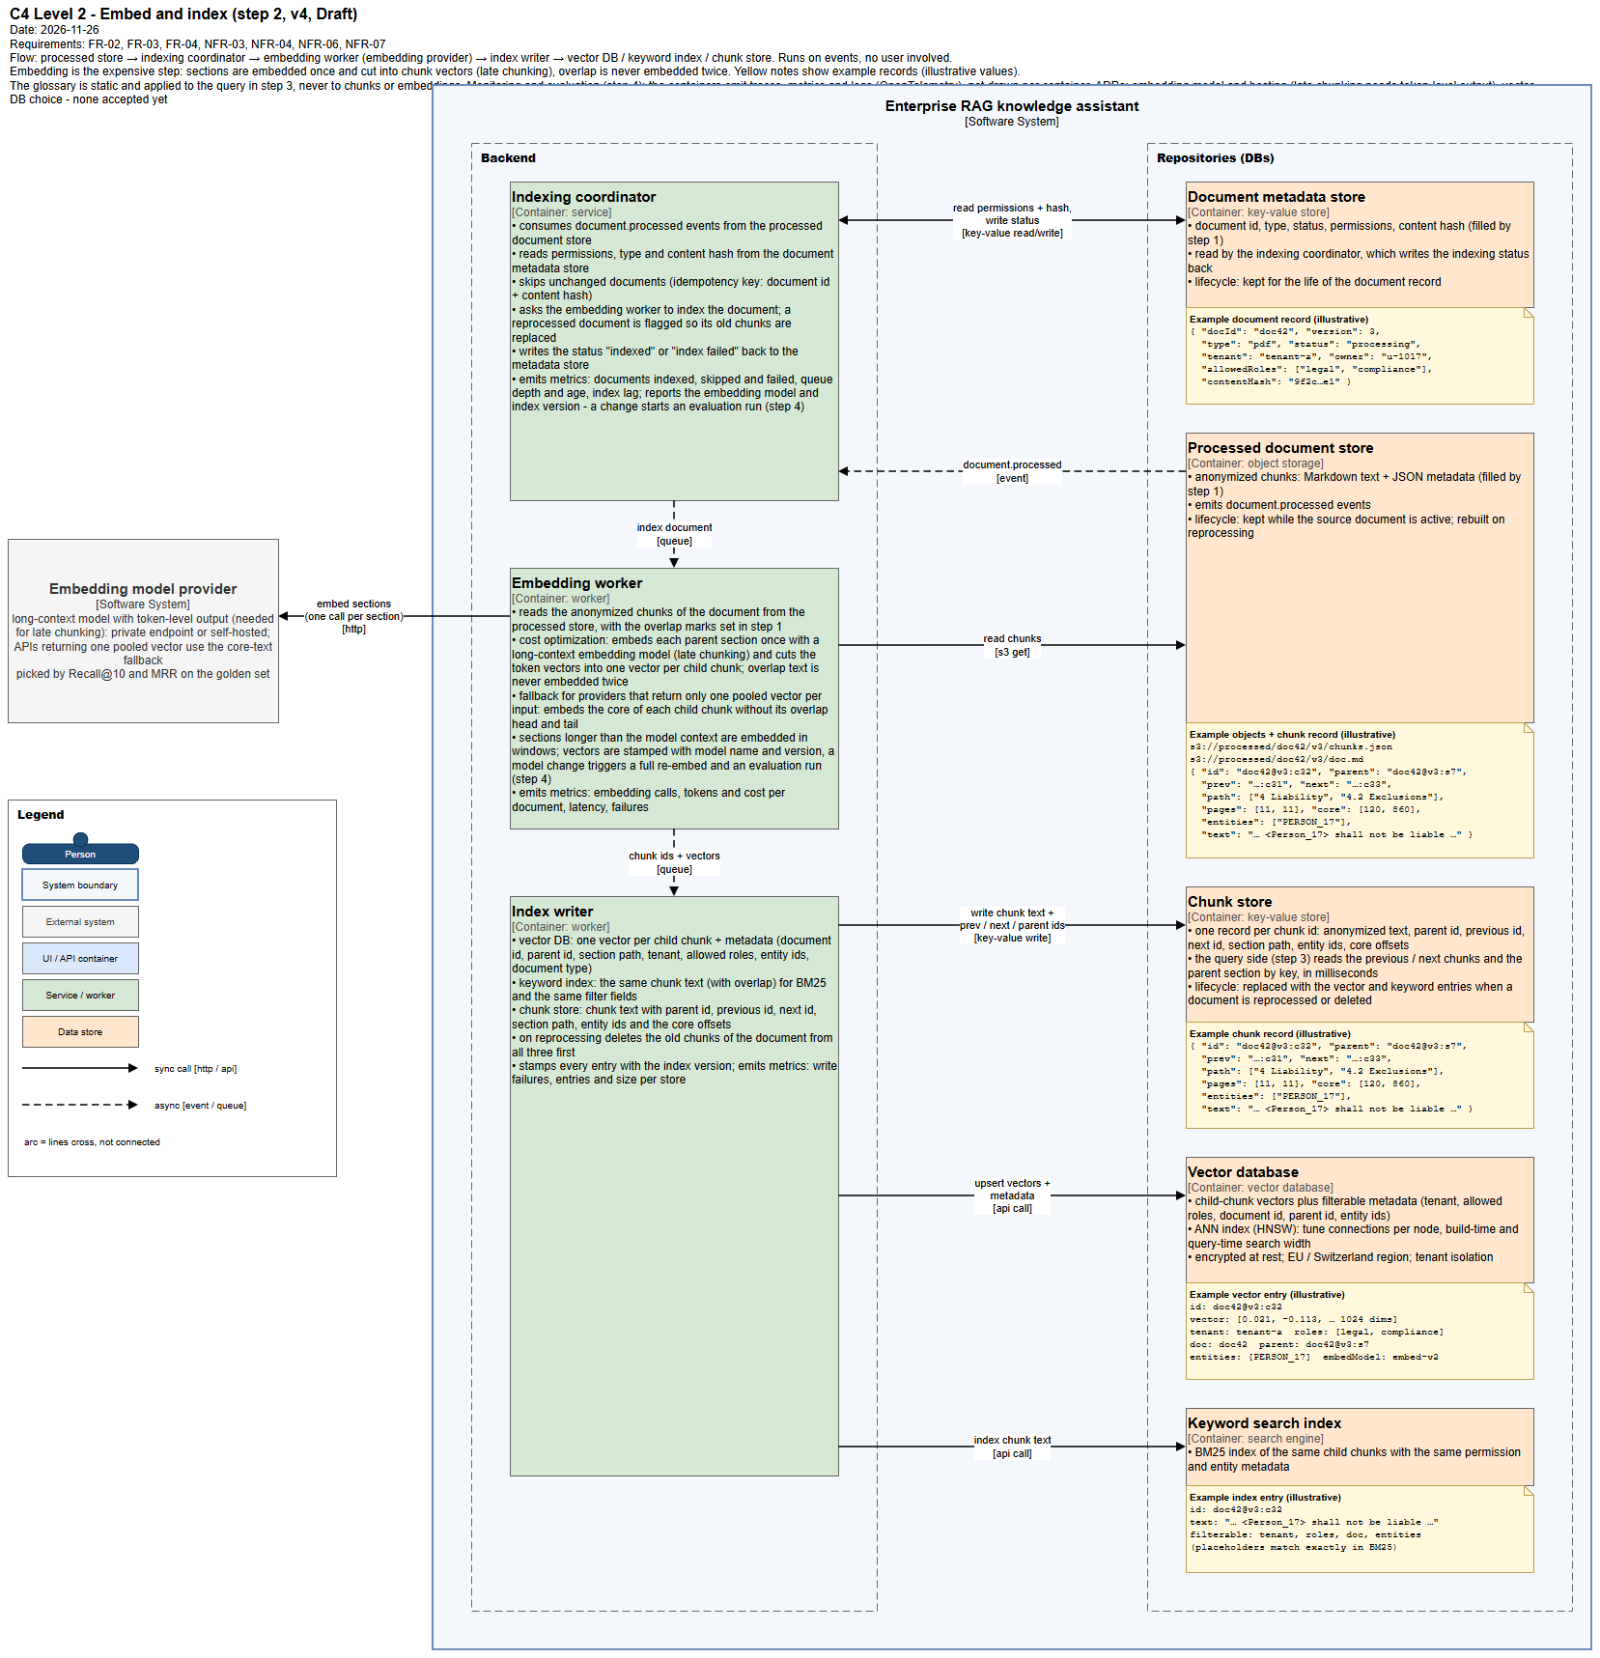 C4 Level 2 - Embed and index (step 2, v4, Draft)
Date: 2026-11-26
Requirements: FR-02, FR-03, FR-04, NFR-03, NFR-04, NFR-06, NFR-07
Flow: processed store → indexing coordinator → embedding worker (embedding provider) → index writer → vector DB / keyword index / chunk store. Runs on events, no user involved.
Embedding is the expensive step: sections are embedded once and cut into chunk vectors (late chunking), overlap is never embedded twice. Yellow notes show example records (illustrative values).
The glossary is static and applied to the query in step 3, never to chunks or embeddings. Monitoring and evaluation (step 4): the containers emit traces, metrics and logs (OpenTelemetry), not drawn per container. ADRs: embedding model and hosting (late chunking needs token-level output), vector
DB choice - none accepted yet
Enterprise RAG knowledge assistant
[Software System]
Backend
Indexing coordinator
[Container: service]
• consumes document.processed events from the processed
document store
• reads permissions, type and content hash from the document
metadata store
• skips unchanged documents (idempotency key: document id
+ content hash)
• asks the embedding worker to index the document; a
reprocessed document is flagged so its old chunks are
replaced
• writes the status "indexed" or "index failed" back to the
metadata store
• emits metrics: documents indexed, skipped and failed, queue
depth and age, index lag; reports the embedding model and
index version - a change starts an evaluation run (step 4)
read permissions + hash,
write status
[key-value read/write]
Repositories (DBs)
Document metadata store
[Container: key-value store]
• document id, type, status, permissions, content hash (filled by
step 1)
• read by the indexing coordinator, which writes the indexing status
back
• lifecycle: kept for the life of the document record
Example document record (illustrative)
{ "docId": "doc42", "version": 3,
"type": "pdf", "status": "processing",
"tenant": "tenant-a", "owner": "u-1017",
"allowedRoles": ["legal", "compliance"],
"contentHash": "9f2c…e1" }
document.processed
[event]
Processed document store
[Container: object storage]
• anonymized chunks: Markdown text + JSON metadata (filled by
step 1)
• emits document.processed events
• lifecycle: kept while the source document is active; rebuilt on
reprocessing
index document
[queue]
Embedding model provider
[Software System]
long-context model with token-level output (needed
for late chunking): private endpoint or self-hosted;
APIs returning one pooled vector use the core-text
fallback
picked by Recall@10 and MRR on the golden set
embed sections
(one call per section)
[http]
Embedding worker
[Container: worker]
• reads the anonymized chunks of the document from the
processed store, with the overlap marks set in step 1
• cost optimization: embeds each parent section once with a
long-context embedding model (late chunking) and cuts the
token vectors into one vector per child chunk; overlap text is
never embedded twice
• fallback for providers that return only one pooled vector per
input: embeds the core of each child chunk without its overlap
head and tail
• sections longer than the model context are embedded in
windows; vectors are stamped with model name and version, a
model change triggers a full re-embed and an evaluation run
(step 4)
• emits metrics: embedding calls, tokens and cost per
document, latency, failures
read chunks
[s3 get]
Example objects + chunk record (illustrative)
s3://processed/doc42/v3/chunks.json
s3://processed/doc42/v3/doc.md
{ "id": "doc42@v3:c32", "parent": "doc42@v3:s7",
"prev": "…:c31", "next": "…:c33",
"path": ["4 Liability", "4.2 Exclusions"],
"pages": [11, 11], "core": [120, 860],
"entities": ["PERSON_17"],
"text": "… <Person_17> shall not be liable …" }
chunk ids + vectors
[queue]
Index writer
[Container: worker]
• vector DB: one vector per child chunk + metadata (document
id, parent id, section path, tenant, allowed roles, entity ids,
document type)
• keyword index: the same chunk text (with overlap) for BM25
and the same filter fields
• chunk store: chunk text with parent id, previous id, next id,
section path, entity ids and the core offsets
• on reprocessing deletes the old chunks of the document from
all three first
• stamps every entry with the index version; emits metrics: write
failures, entries and size per store
write chunk text +
prev / next / parent ids
[key-value write]
Chunk store
[Container: key-value store]
• one record per chunk id: anonymized text, parent id, previous id,
next id, section path, entity ids, core offsets
• the query side (step 3) reads the previous / next chunks and the
parent section by key, in milliseconds
• lifecycle: replaced with the vector and keyword entries when a
document is reprocessed or deleted
Example chunk record (illustrative)
{ "id": "doc42@v3:c32", "parent": "doc42@v3:s7",
"prev": "…:c31", "next": "…:c33",
"path": ["4 Liability", "4.2 Exclusions"],
"pages": [11, 11], "core": [120, 860],
"entities": ["PERSON_17"],
"text": "… <Person_17> shall not be liable …" }
upsert vectors +
metadata
[api call]
Vector database
[Container: vector database]
• child-chunk vectors plus filterable metadata (tenant, allowed
roles, document id, parent id, entity ids)
• ANN index (HNSW): tune connections per node, build-time and
query-time search width
• encrypted at rest; EU / Switzerland region; tenant isolation
Example vector entry (illustrative)
id: doc42@v3:c32
vector: [0.021, -0.113, … 1024 dims]
tenant: tenant-a roles: [legal, compliance]
doc: doc42 parent: doc42@v3:s7
entities: [PERSON_17] embedModel: embed-v2
index chunk text
[api call]
Keyword search index
[Container: search engine]
• BM25 index of the same child chunks with the same permission
and entity metadata
Example index entry (illustrative)
id: doc42@v3:c32
text: "… <Person_17> shall not be liable …"
filterable: tenant, roles, doc, entities
(placeholders match exactly in BM25)
Legend
Person
System boundary
External system
UI / API container
Service / worker
Data store
sync call [http / api]
async [event / queue]
arc = lines cross, not connected